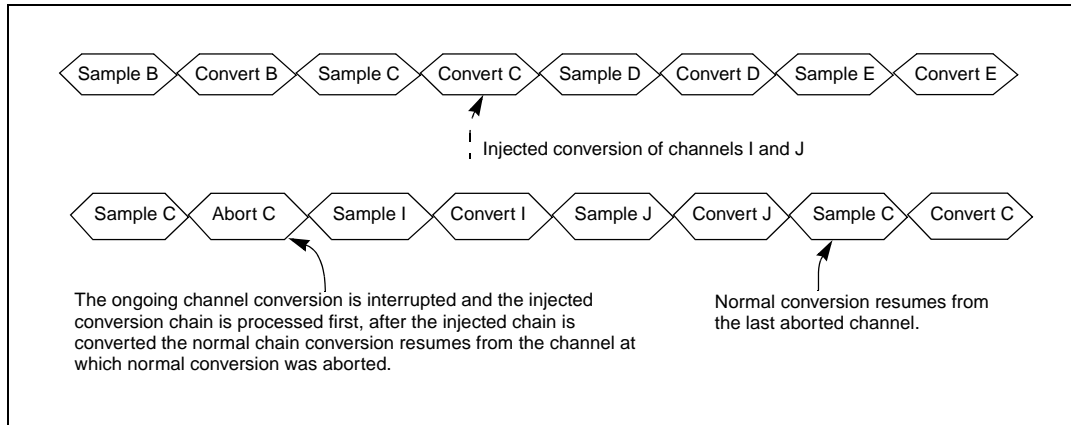 Sample B Convert B Sample C Convert C Sample D Convert D Sample E Convert E
Injected conversion of channels I and J
Sample C Abort C Sample I Convert I Sample J Convert J Sample C Convert C
The ongoing channel conversion is interrupted and the injected
conversion chain is processed first, after the injected chain is
converted the normal chain conversion resumes from the channel at
which normal conversion was aborted.
Normal conversion resumes from
the last aborted channel.